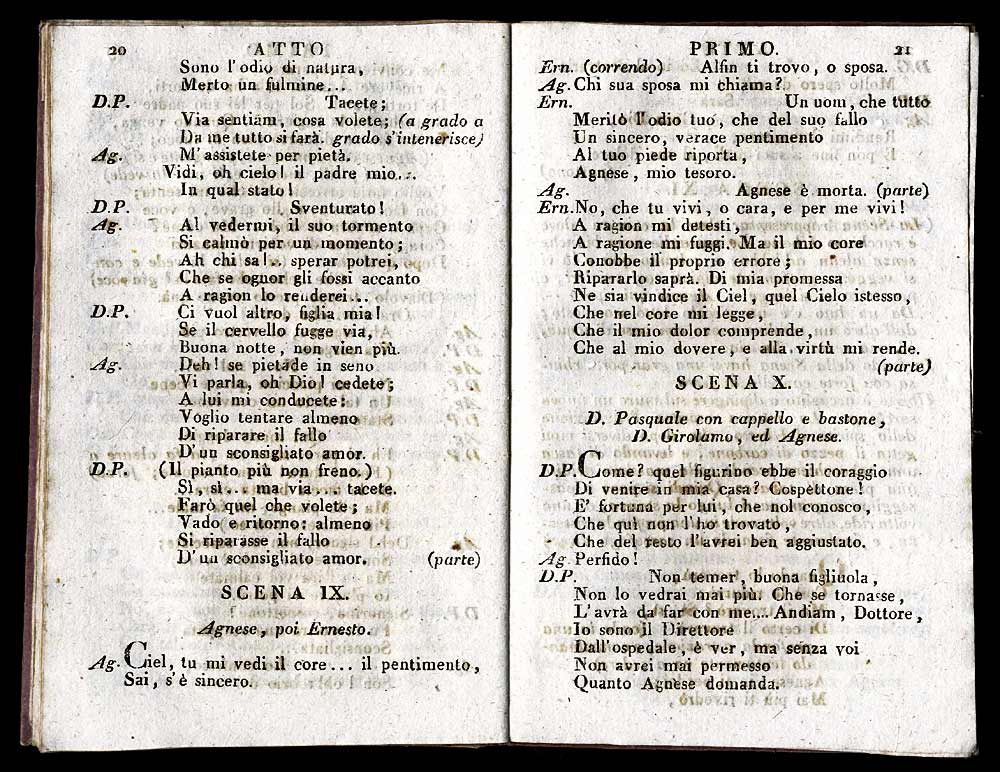 20 ATTO
Sono l'odio di natura,
Merto un fulmine...
D.P. Tacete;
Via sentiam, cosa volete; (a grado a
Da me tutto si farà. grado s'intenerisce)
Ag. M'assistete per pietà.
Vidi, oh cielo! il padre mio....
In qual stato!
D.P. Sventurato!
Ag. Al vedermi, il suo tormento
Si calmò per un momento;
Ah chi sa!.. sperar potrei,
Che se ognor gli fossi accanto
A ragion lo renderei...
D.P. Ci vuol altro, figlia mia!
Se il cervello fugge via,
Buona notte, non vien più.
Ag. Deh! se pietade in seno
Vi parla, oh Dio! cedete;
A lui mi conducete:
Voglio tentare almeno
Di riparare il fallo
D'un sconsigliato amor.
D.P. (Il pianto più non freno.)
Sì, sì... ma via... tacete.
Farò quel che volete;
Vado e ritorno: almeno
Si riparasse il fallo
D'un sconsigliato amor. (parte)
SCENA IX.
Agnese, poi Ernesto.
Ag. Ciel, tu mi vedi il core... il pentimento,
Sai, s'è sincero.
PRIMO. 21
Ern. (correndo) Alfin ti trovo, o sposa.
Ag. Chi sua sposa mi chiama?
Ern. Un uom, che tutto
Meritò l'odio tuo, che del suo fallo
Un sincero, verace pentimento
Al tuo piede riporta,
Agnese, mio tesoro.
Ag. Agnese è morta. (parte)
Ern. No, che tu vivi, o cara, e per me vivi!
A ragion mi detesti,
A ragione mi fuggi. Ma il mio core
Conobbe il proprio errore;
Ripararlo saprà. Di mia promessa
Ne sia vindice il Ciel, quel Cielo istesso,
Che nel core mi legge,
Che il mio dolor comprende,
Che al mio dovere, e alla virtù mi rende.
(parte)
SCENA X.
D. Pasquale con cappello e bastone,
D. Girolamo, ed Agnese.
D.P. Come? quel figurino ebbe il coraggio
Di venire in mia casa? Cospettone!
E' fortuna per lui, che nol conosco,
Che quì non l'ho trovato,
Che del resto l'avrei ben aggiustato.
Ag. Perfido!
D.P. Non temer, buona figliuola,
Non lo vedrai mai più. Che se tornasse,
L'avrà da far con me.... Andiam, Dottore,
Io sono il Direttore
Dall'ospedale, è ver, ma senza voi
Non avrei mai permesso
Quanto Agnese domanda.